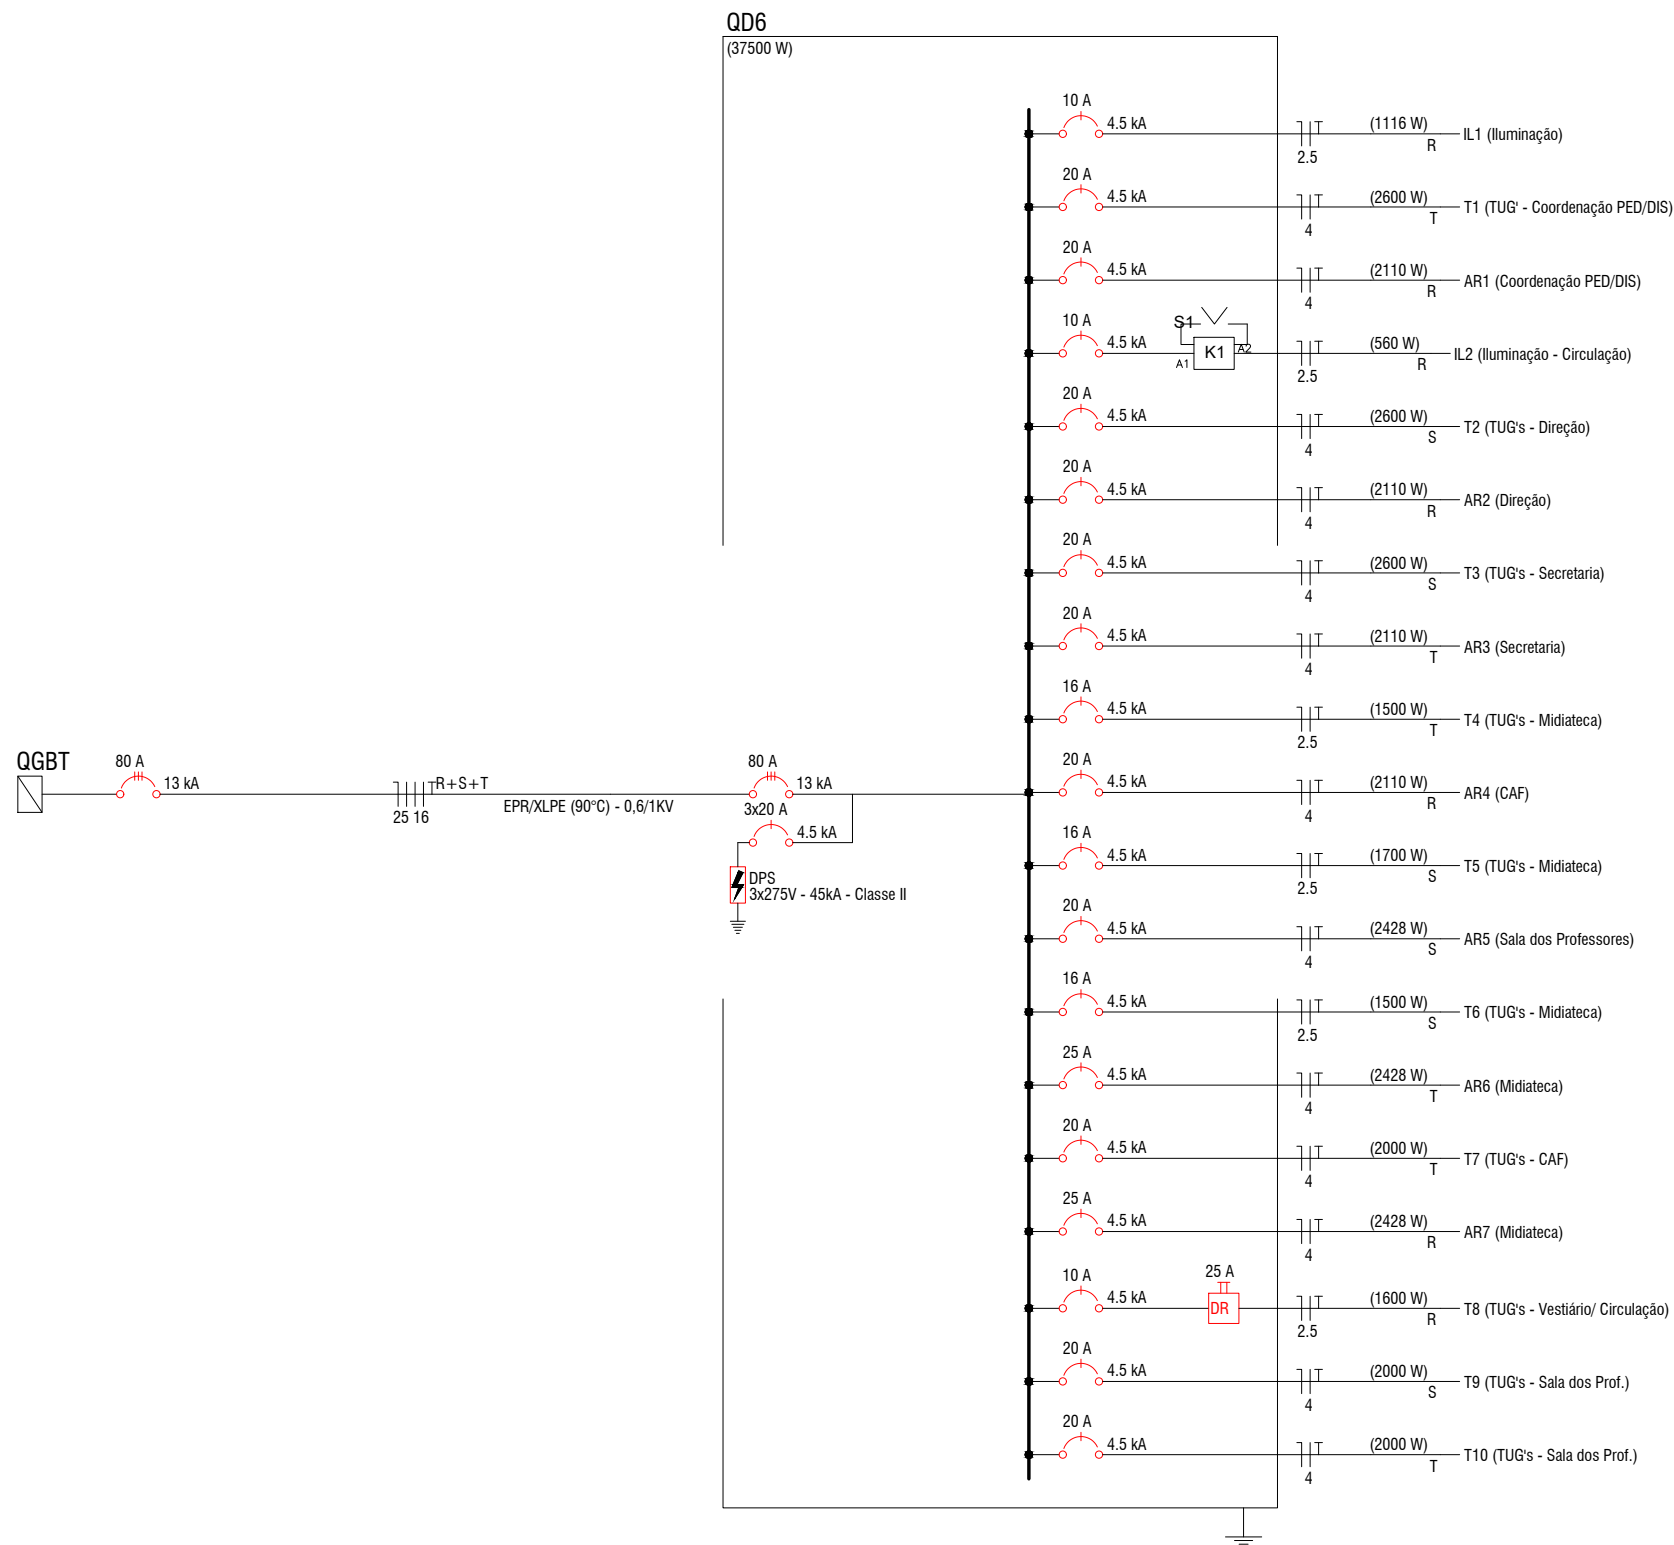 QD6
(37500 W)
10 A
4.5 kA
2.5
(1116 W)
R
IL1 (Iluminação)
20 A
4.5 kA
4
(2600 W)
T
T1 (TUG' - Coordenação PED/DIS)
20 A
4.5 kA
4
(2110 W)
R
AR1 (Coordenação PED/DIS)
10 A
4.5 kA
S1
K1
A1
A2
2.5
(560 W)
R
IL2 (Iluminação - Circulação)
20 A
4.5 kA
4
(2600 W)
S
T2 (TUG's - Direção)
20 A
4.5 kA
4
(2110 W)
R
AR2 (Direção)
20 A
4.5 kA
4
(2600 W)
S
T3 (TUG's - Secretaria)
20 A
4.5 kA
4
(2110 W)
T
AR3 (Secretaria)
16 A
4.5 kA
2.5
(1500 W)
T
T4 (TUG's - Midiateca)
QGBT
80 A
13 kA
R+S+T
25 16
EPR/XLPE (90°C) - 0,6/1KV
80 A
13 kA
3x20 A
4.5 kA
DPS
3x275V - 45kA - Classe II
20 A
4.5 kA
4
(2110 W)
R
AR4 (CAF)
16 A
4.5 kA
2.5
(1700 W)
S
T5 (TUG's - Midiateca)
20 A
4.5 kA
4
(2428 W)
S
AR5 (Sala dos Professores)
16 A
4.5 kA
2.5
(1500 W)
S
T6 (TUG's - Midiateca)
25 A
4.5 kA
4
(2428 W)
T
AR6 (Midiateca)
20 A
4.5 kA
4
(2000 W)
T
T7 (TUG's - CAF)
25 A
4.5 kA
4
(2428 W)
R
AR7 (Midiateca)
10 A
4.5 kA
25 A
DR
2.5
(1600 W)
R
T8 (TUG's - Vestiário/ Circulação)
20 A
4.5 kA
4
(2000 W)
S
T9 (TUG's - Sala dos Prof.)
20 A
4.5 kA
4
(2000 W)
T
T10 (TUG's - Sala dos Prof.)